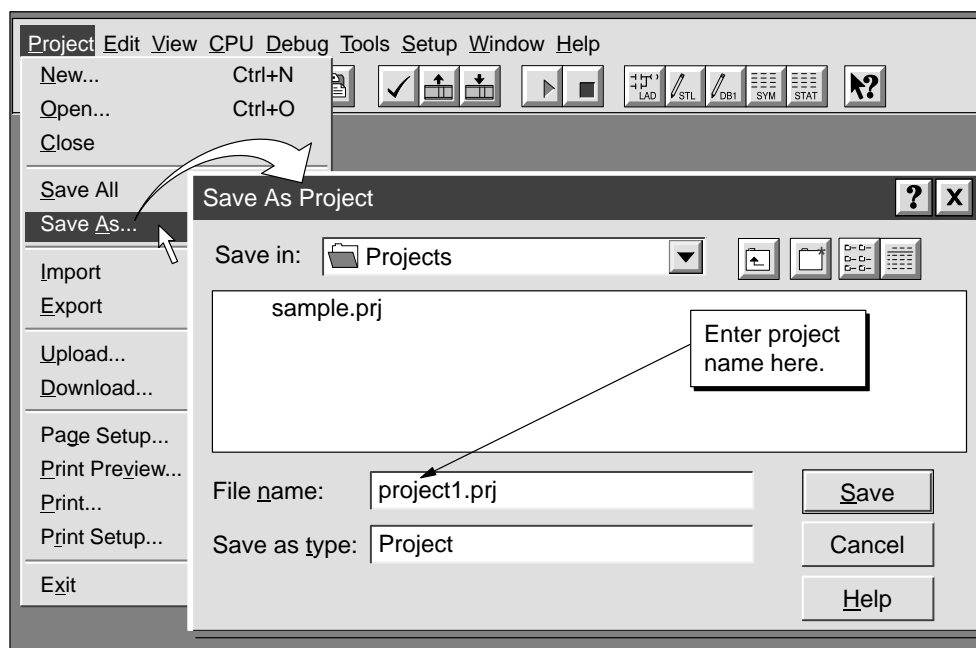 Project Edit View CPU Debug Tools Setup Window Help
New... Ctrl+N
Open... Ctrl+O
Close
Save All
Save As...
Import
Export
Upload...
Download...
Page Setup...
Print Preview...
Print...
Print Setup...
Exit
LAD STL DB1 SYM STAT ?
Save As Project ? X
Save in: Projects
sample.prj
Enter project
name here.
File name: project1.prj Save
Save as type: Project Cancel
Help